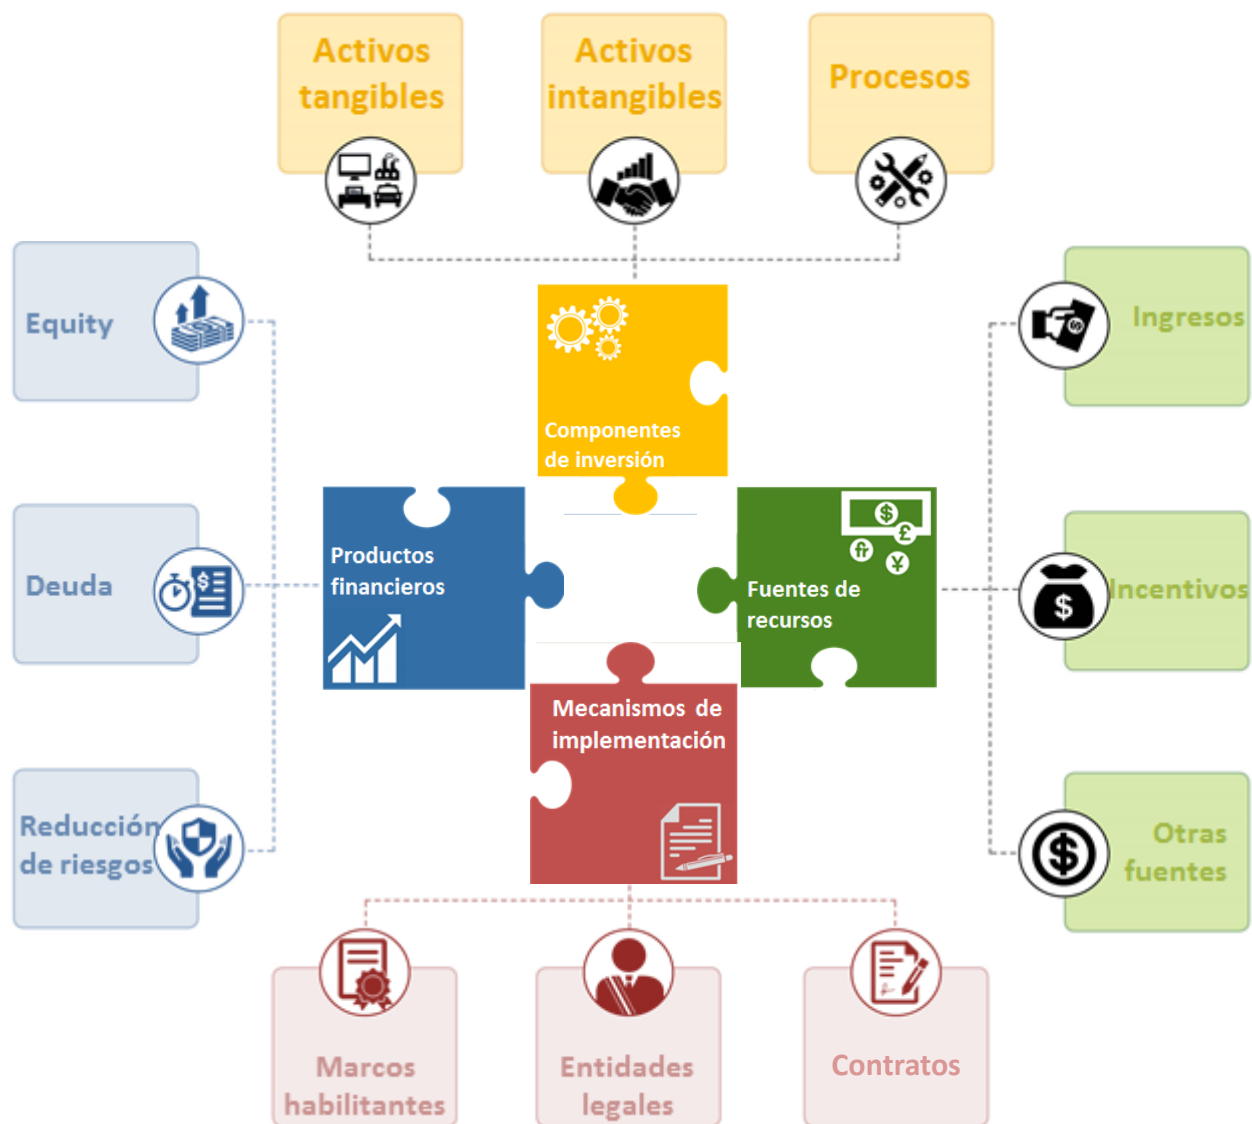 Activos
tangibles
Activos
intangibles
Procesos
Equity
Ingresos
Componentes
de inversión
Productos
financieros
Fuentes de
recursos
Deuda
Incentivos
Mecanismos de
implementación
Reducción
de riesgos
Otras
fuentes
Marcos
habilitantes
Entidades
legales
Contratos